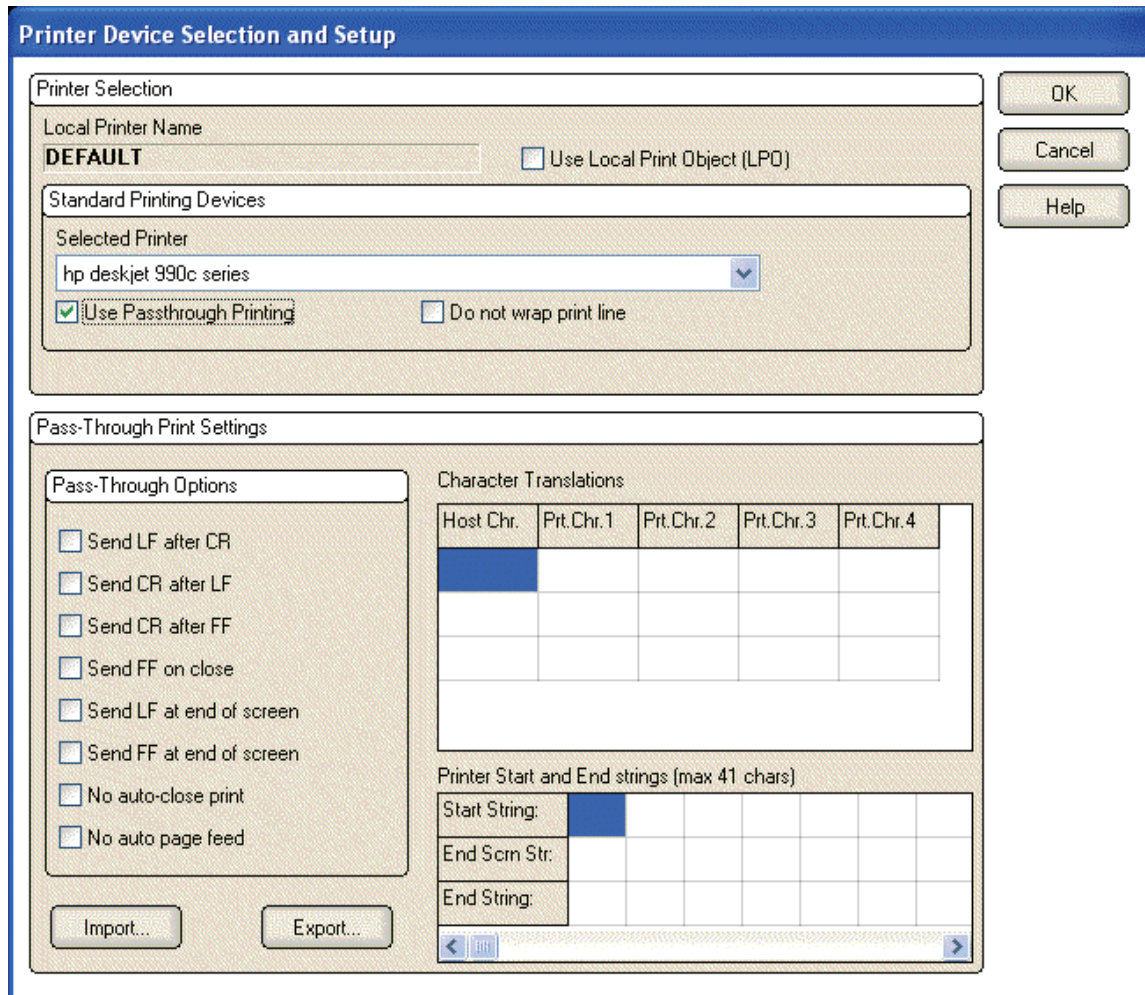 Printer Device Selection and Setup
Printer Selection
OK
Local Printer Name
DEFAULT
Use Local Print Object (LPO)
Cancel
Standard Printing Devices
Help
Selected Printer
hp deskjet 990c series
Use Passthrough Printing
Do not wrap print line
Pass-Through Print Settings
Pass-Through Options
Send LF after CR
Send CR after LF
Send CR after FF
Send FF on close
Send LF at end of screen
Send FF at end of screen
No auto-close print
No auto page feed
Import...
Export...
Character Translations
Host Chr. Prt.Chr.1 Prt.Chr.2 Prt.Chr.3 Prt.Chr.4
Printer Start and End strings (max 41 chars)
Start String:
End Scrn Str:
End String: